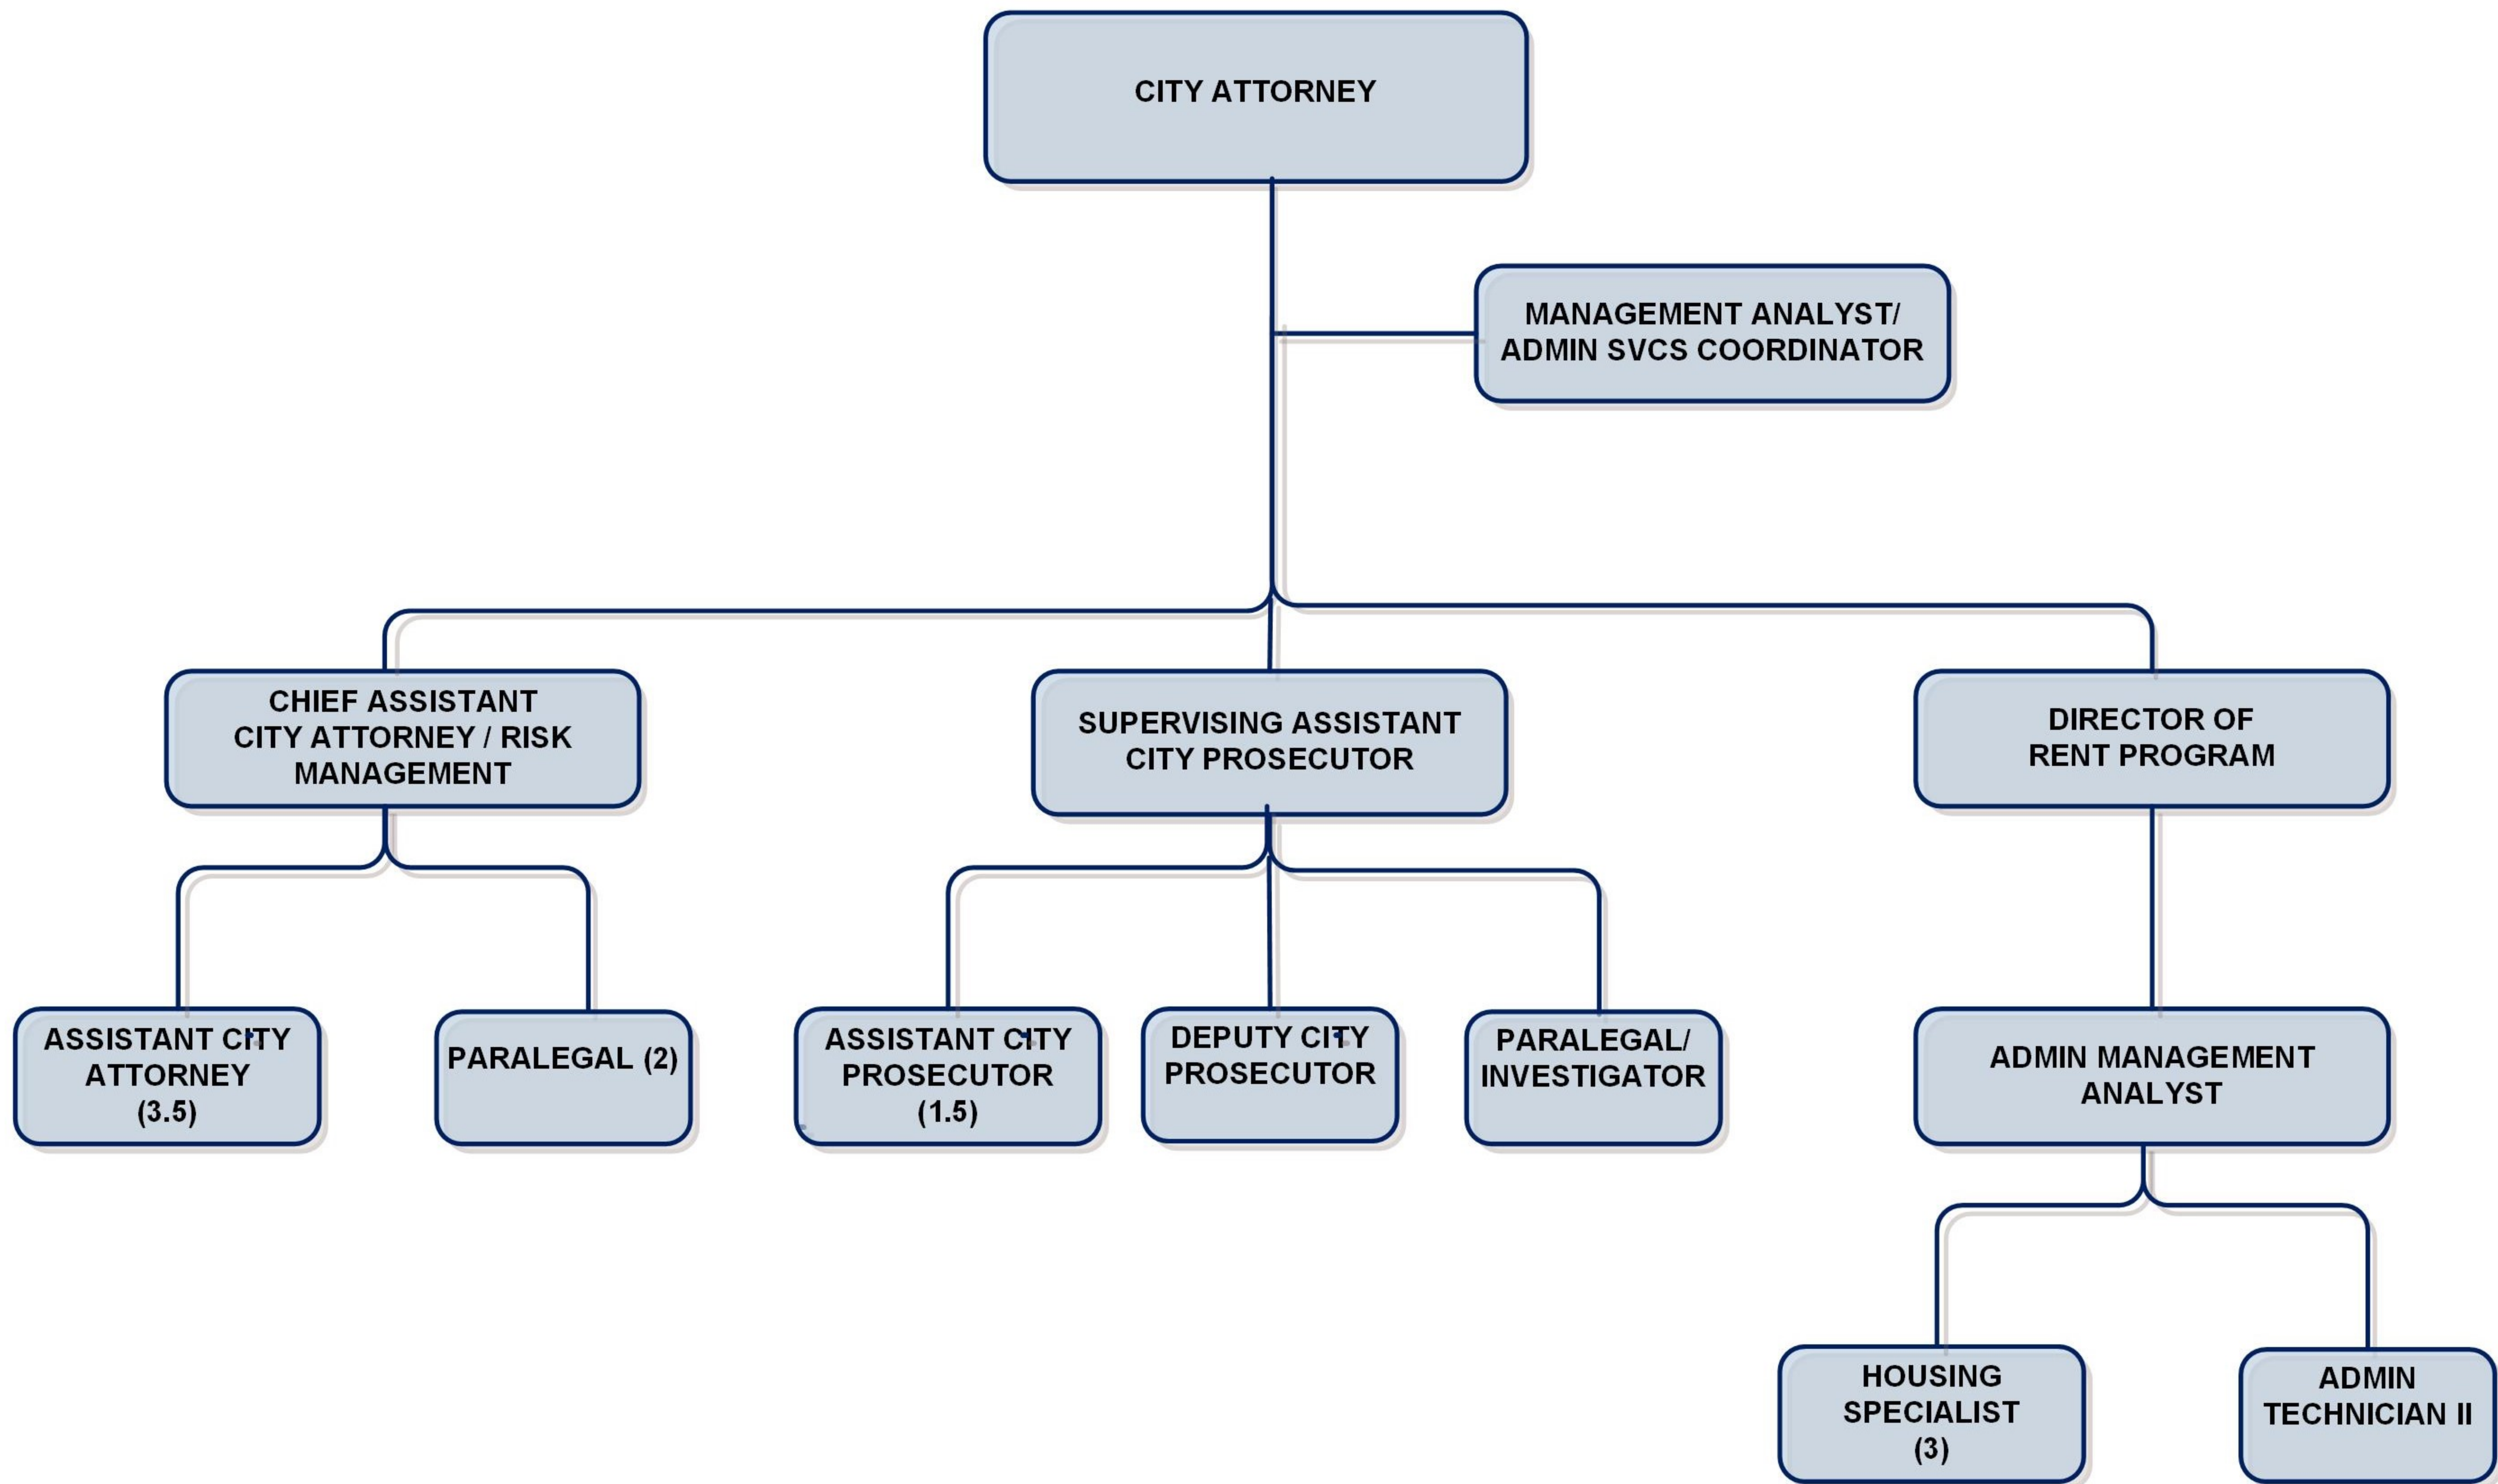 CITY ATTORNEY
MANAGEMENT ANALYST/
ADMIN SVCS COORDINATOR
CHIEF ASSISTANT
CITY ATTORNEY / RISK
MANAGEMENT
SUPERVISING ASSISTANT
CITY PROSECUTOR
DIRECTOR OF
RENT PROGRAM
ASSISTANT CITY
ATTORNEY
(3.5)
PARALEGAL (2)
ASSISTANT CITY
PROSECUTOR
(1.5)
DEPUTY CITY
PROSECUTOR
PARALEGAL/
INVESTIGATOR
ADMIN MANAGEMENT
ANALYST
HOUSING
SPECIALIST
(3)
ADMIN
TECHNICIAN II